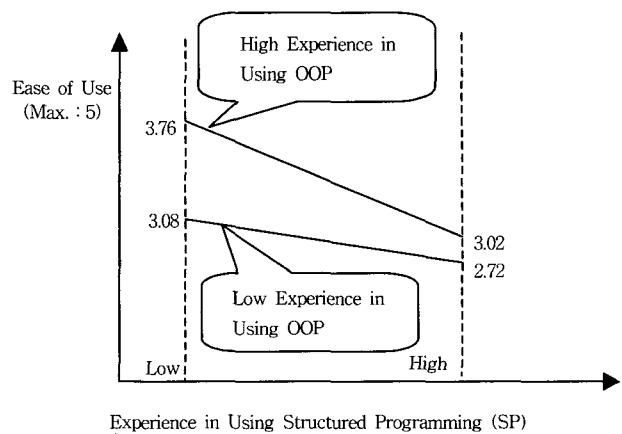 High Experience in
Using OOP
Ease of Use
(Max. : 5)
3.76
3.08
3.02
2.72
Low Experience in
Using OOP
Low
High
Experience in Using Structured Programming (SP)